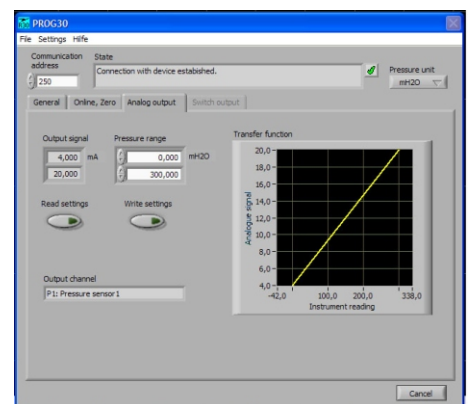 PROG30
File Settings Hilfe
Communication address
250
State
Connection with device estabished.
Pressure unit
mH2O
General
Online, Zero
Analog output
Switch output
Output signal
4,000 mA
20,000
Pressure range
0,000 mH2O
300,000
Read settings
Write settings
Output channel
P1: Pressure sensor1
Transfer function
Analogue signal
20,0
18,0
16,0
14,0
12,0
10,0
8,0
6,0
4,0
-42,0 100,0 200,0 338,0
Instrument reading
Cancel